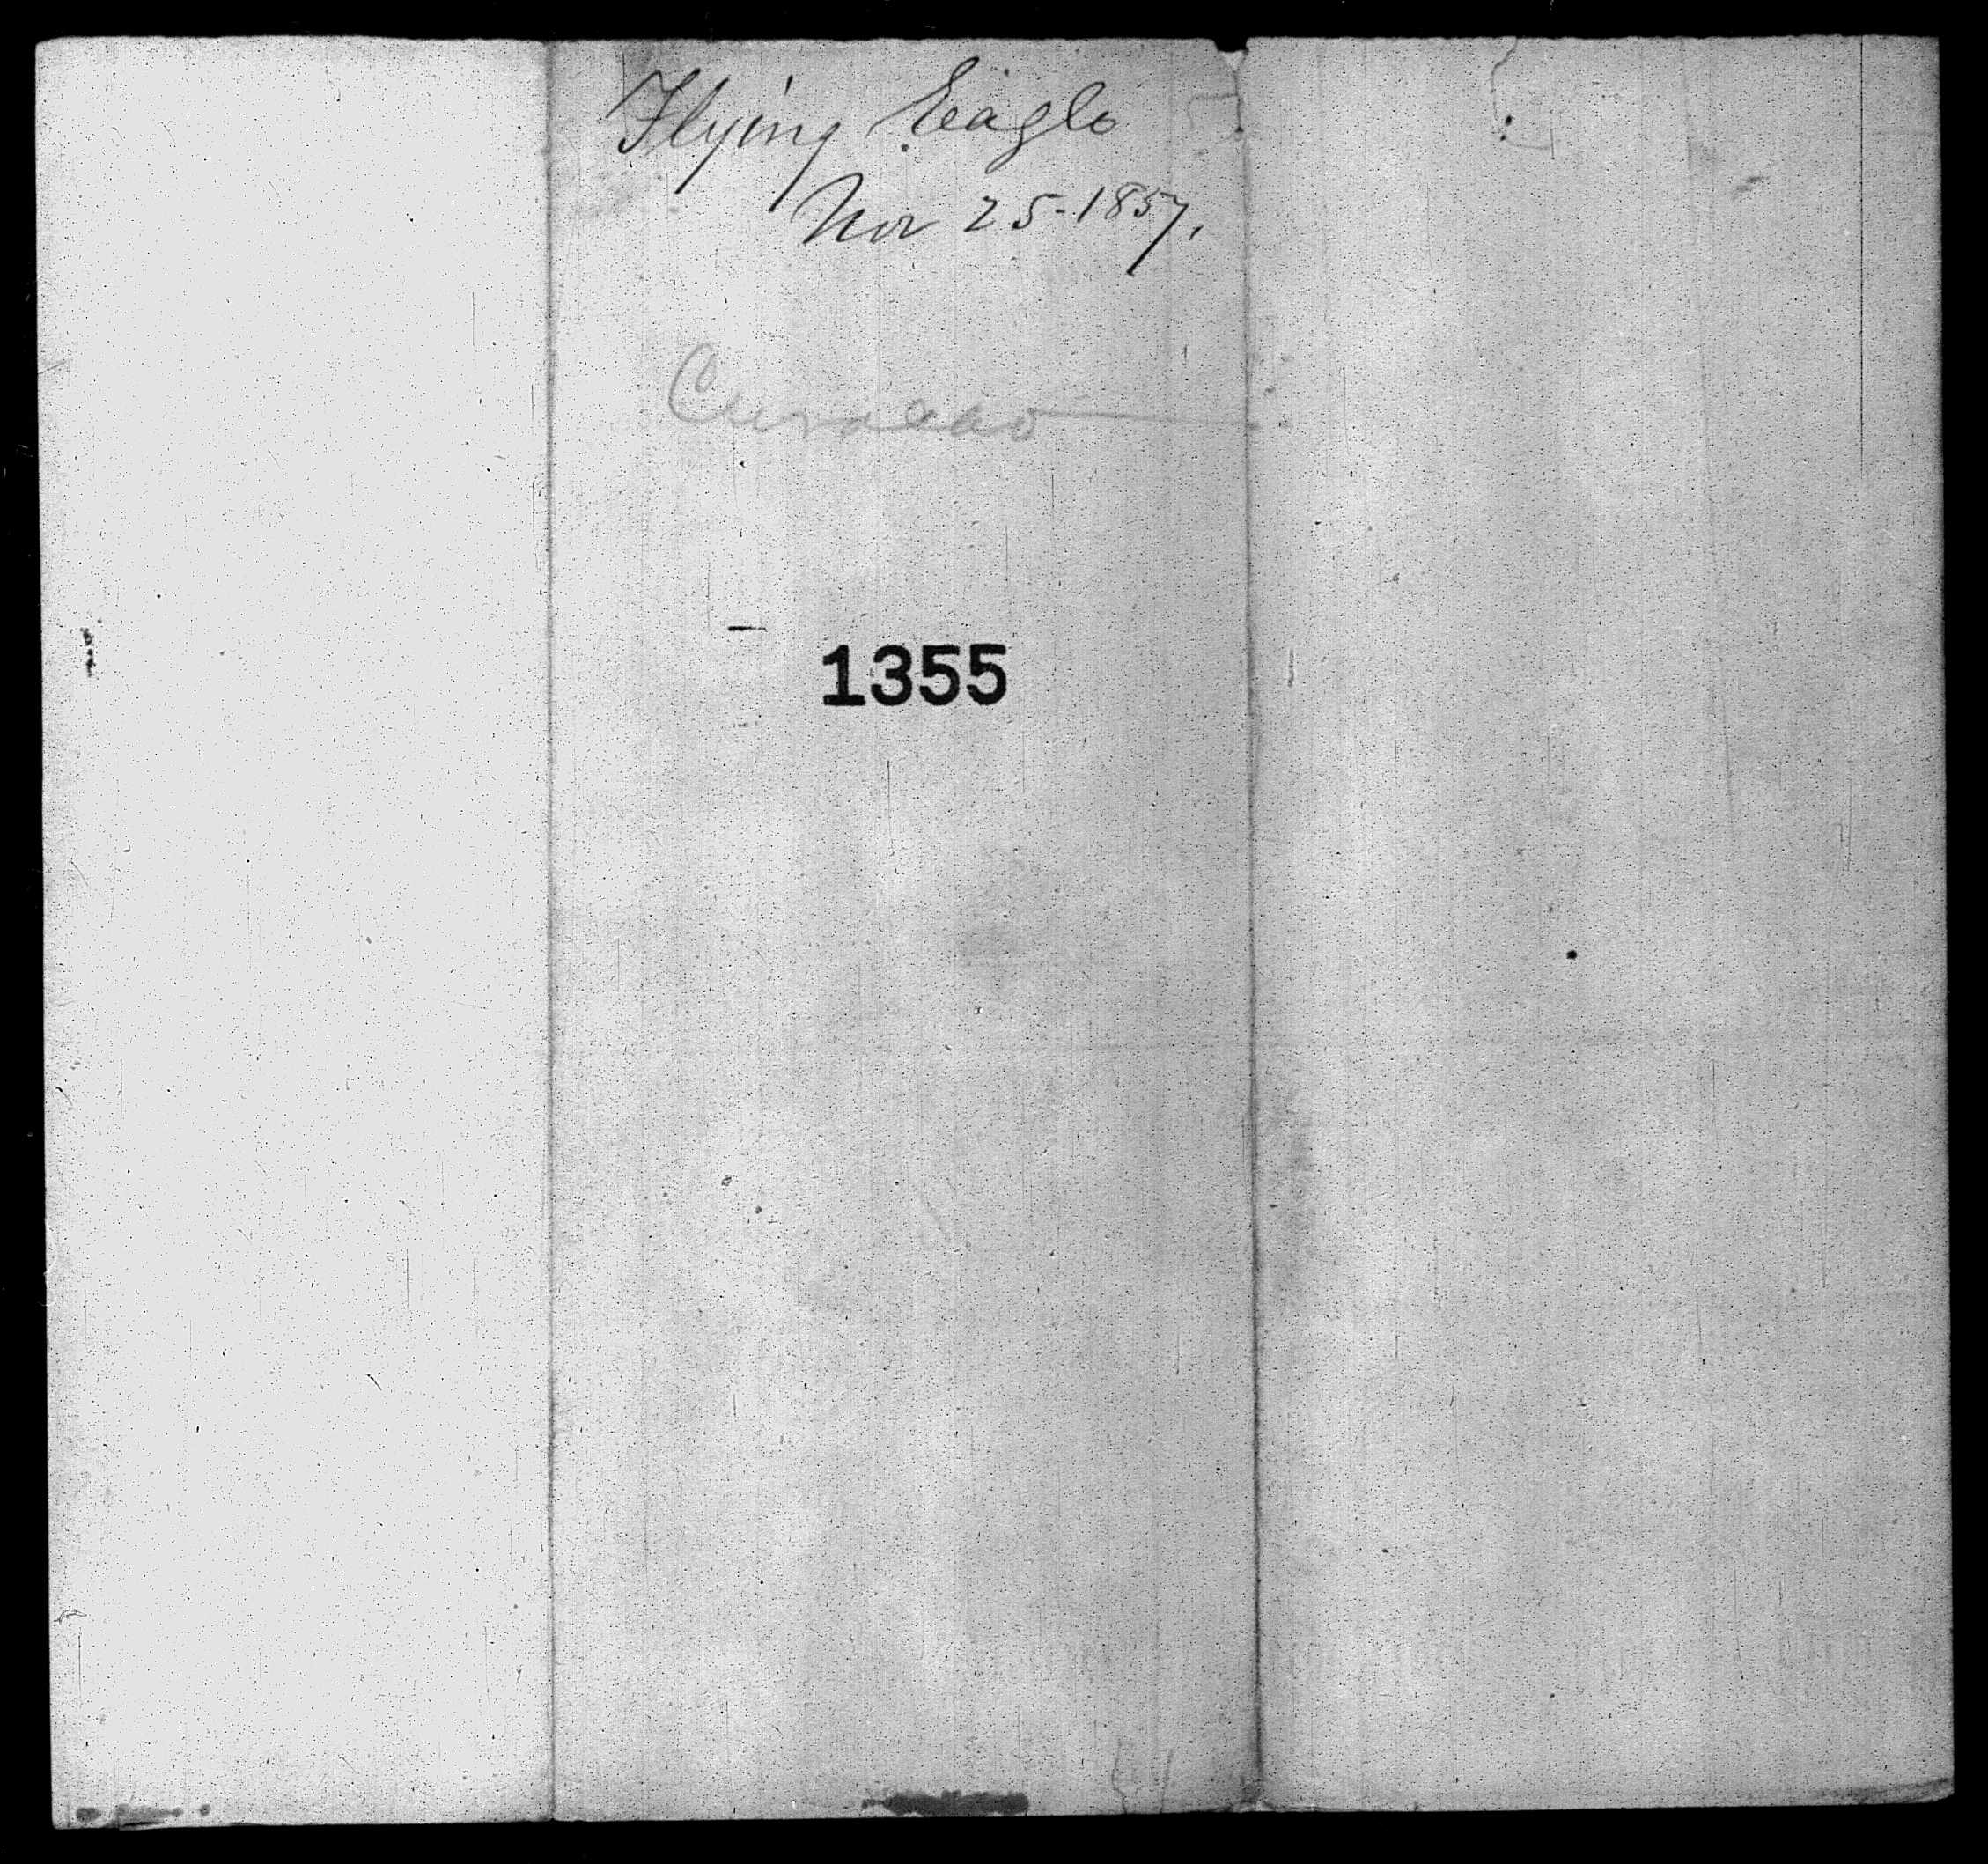 Flying Eagle
Nov 25-1857.
Curacao
1355